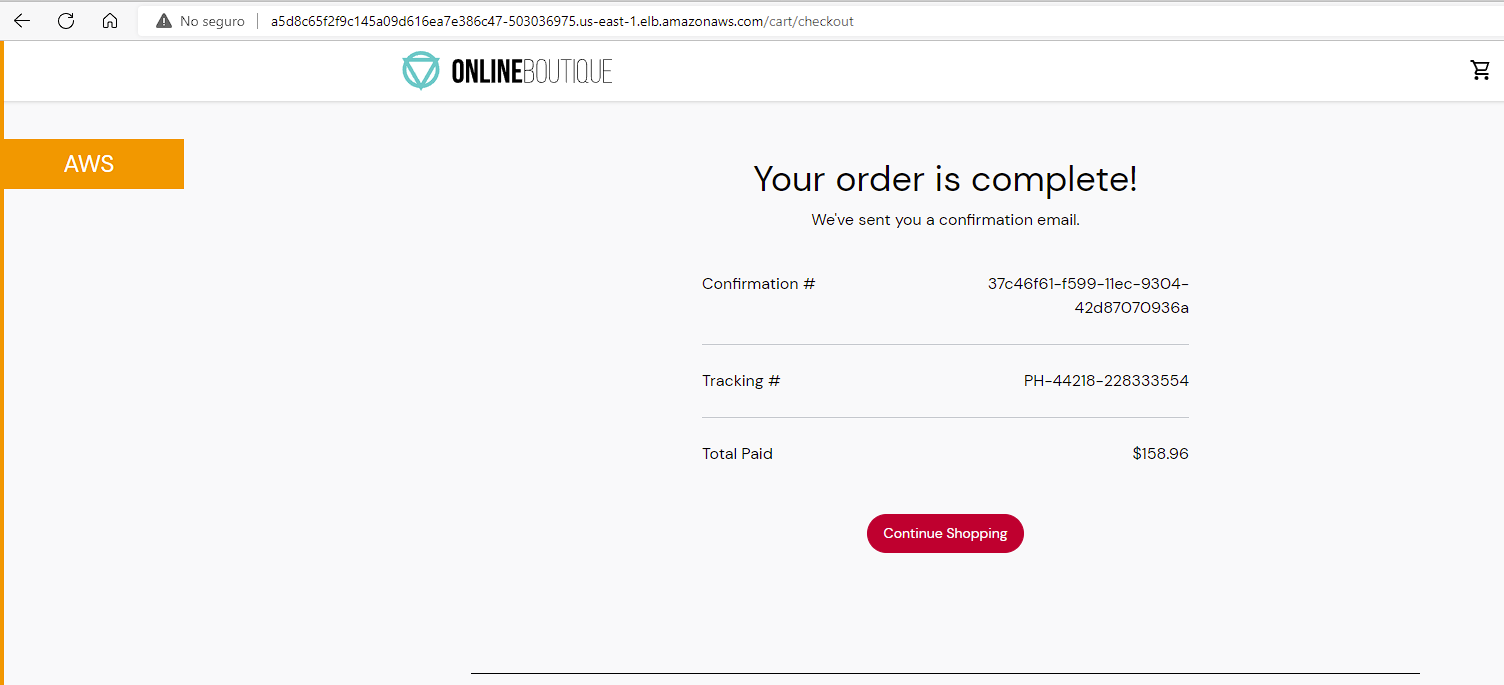 No seguro
a5d8c65f2f9c145a09d616ea7e386c47-503036975.us-east-1.elb.amazonaws.com/cart/checkout
ONLINEBOUTIQUE
AWS
Your order is complete!
We've sent you a confirmation email.
Confirmation # 37c46f61-f599-11ec-9304-
42d87070936a
Tracking # PH-44218-228333554
Total Paid $158.96
Continue Shopping